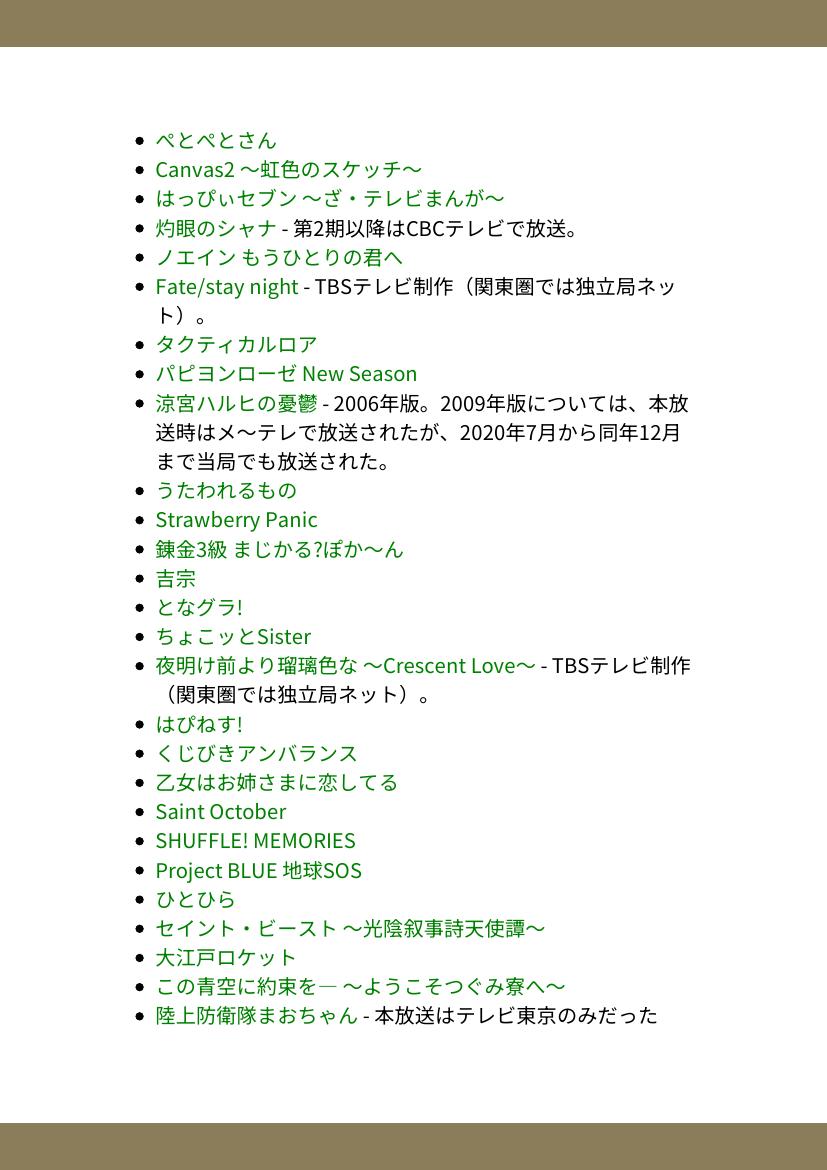 ぺとぺとさん
Canvas2 〜虹色のスケッチ〜
はっぴぃセブン 〜ざ・テレビまんが〜
灼眼のシャナ - 第2期以降はCBCテレビで放送。
ノエイン もうひとりの君へ
Fate/stay night - TBSテレビ制作（関東圏では独立局ネッ
ト）。
タクティカルロア
パピヨンローゼ New Season
涼宮ハルヒの憂鬱 - 2006年版。2009年版については、本放
送時はメ〜テレで放送されたが、2020年7月から同年12月
まで当局でも放送された。
うたわれるもの
Strawberry Panic
錬金3級 まじかる?ぽか〜ん
吉宗
となグラ!
ちょこッとSister
夜明け前より瑠璃色な 〜Crescent Love〜 - TBSテレビ制作
（関東圏では独立局ネット）。
はぴねす!
くじびきアンバランス
乙女はお姉さまに恋してる
Saint October
SHUFFLE! MEMORIES
Project BLUE 地球SOS
ひとひら
セイント・ビースト 〜光陰叙事詩天使譚〜
大江戸ロケット
この青空に約束を― 〜ようこそつぐみ寮へ〜
陸上防衛隊まおちゃん - 本放送はテレビ東京のみだった